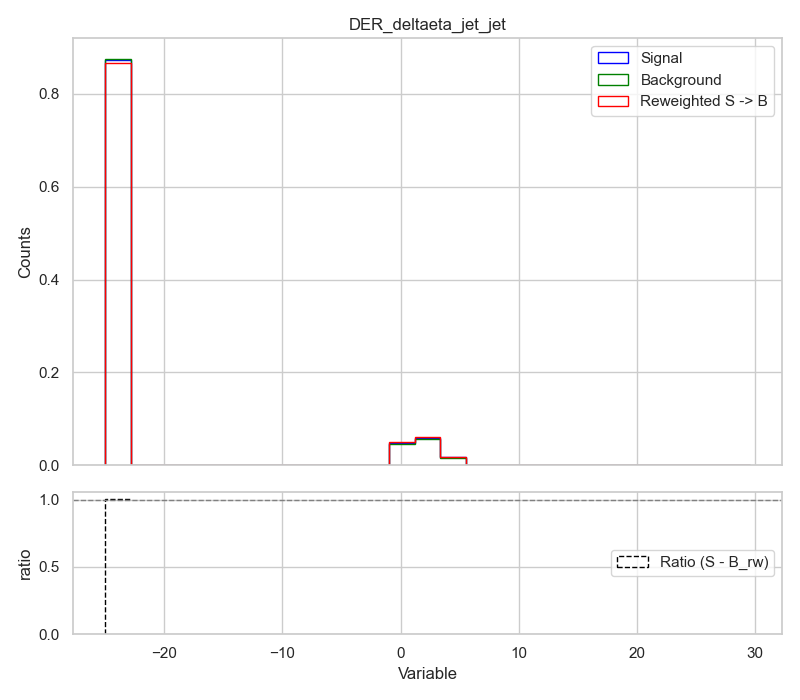 DER_deltaeta_jet_jet
Signal
Background
Reweighted S -> B
Counts
0.8
0.6
0.4
0.2
0.0
ratio
1.0
0.5
0.0
Ratio (S - B_rw)
−20
−10
0
10
20
30
Variable